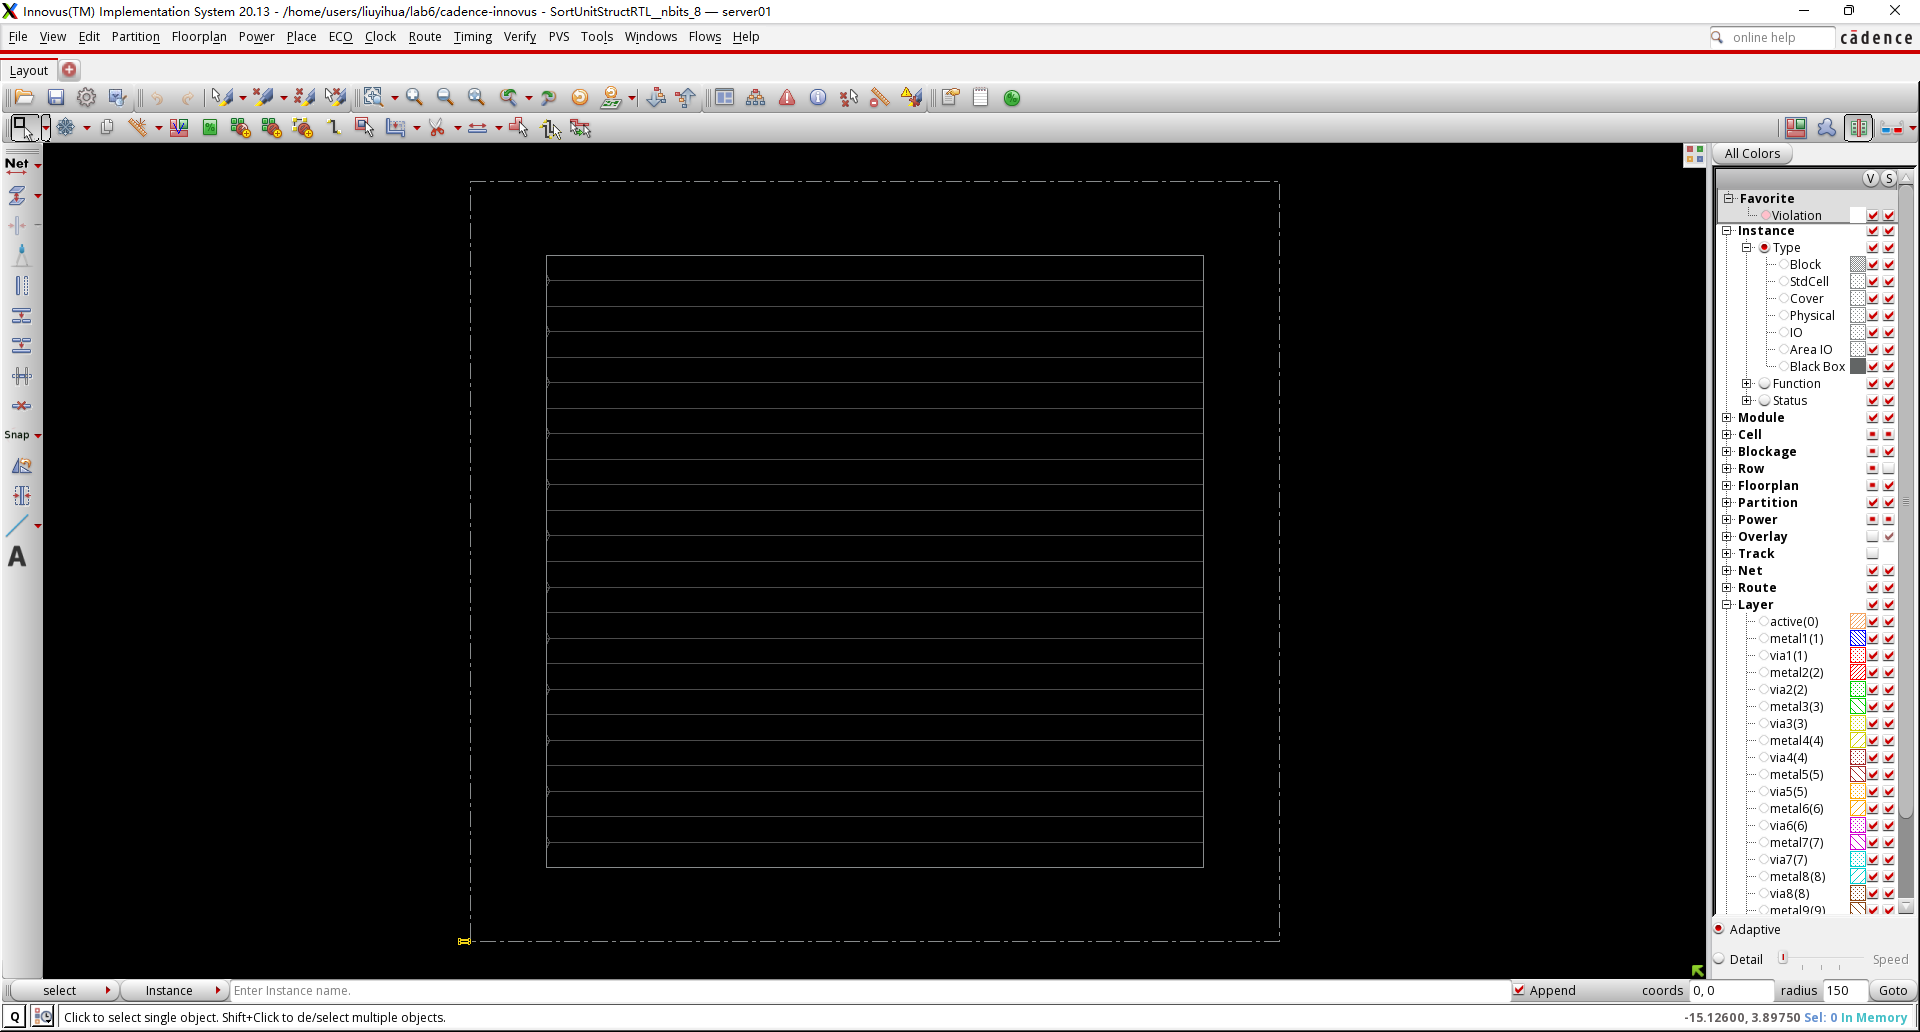 Innovus(TM) Implementation System 20.13 - /home/users/liuyihua/lab6/cadence-innovus - SortUnitStructRTL__nbits_8 — server01
File View Edit Partition Floorplan Power Place ECO Clock Route Timing Verify PVS Tools Windows Flows Help
online help
cādence
Layout
All Colors
Net
V S
Favorite
Violation
Instance
Type
Block
StdCell
Cover
Physical
IO
Area IO
Black Box
Function
Status
Module
Cell
Blockage
Row
Floorplan
Partition
Power
Overlay
Track
Net
Route
Layer
active(0)
metal1(1)
via1(1)
metal2(2)
via2(2)
metal3(3)
via3(3)
metal4(4)
via4(4)
metal5(5)
via5(5)
metal6(6)
via6(6)
metal7(7)
via7(7)
metal8(8)
via8(8)
metal9(9)
Snap
A
Adaptive
Detail
Speed
select
Instance
Enter Instance name.
Append
coords 0, 0
radius 150
Goto
Q
Click to select single object. Shift+Click to de/select multiple objects.
-15.12600, 3.89750 Sel: 0 In Memory